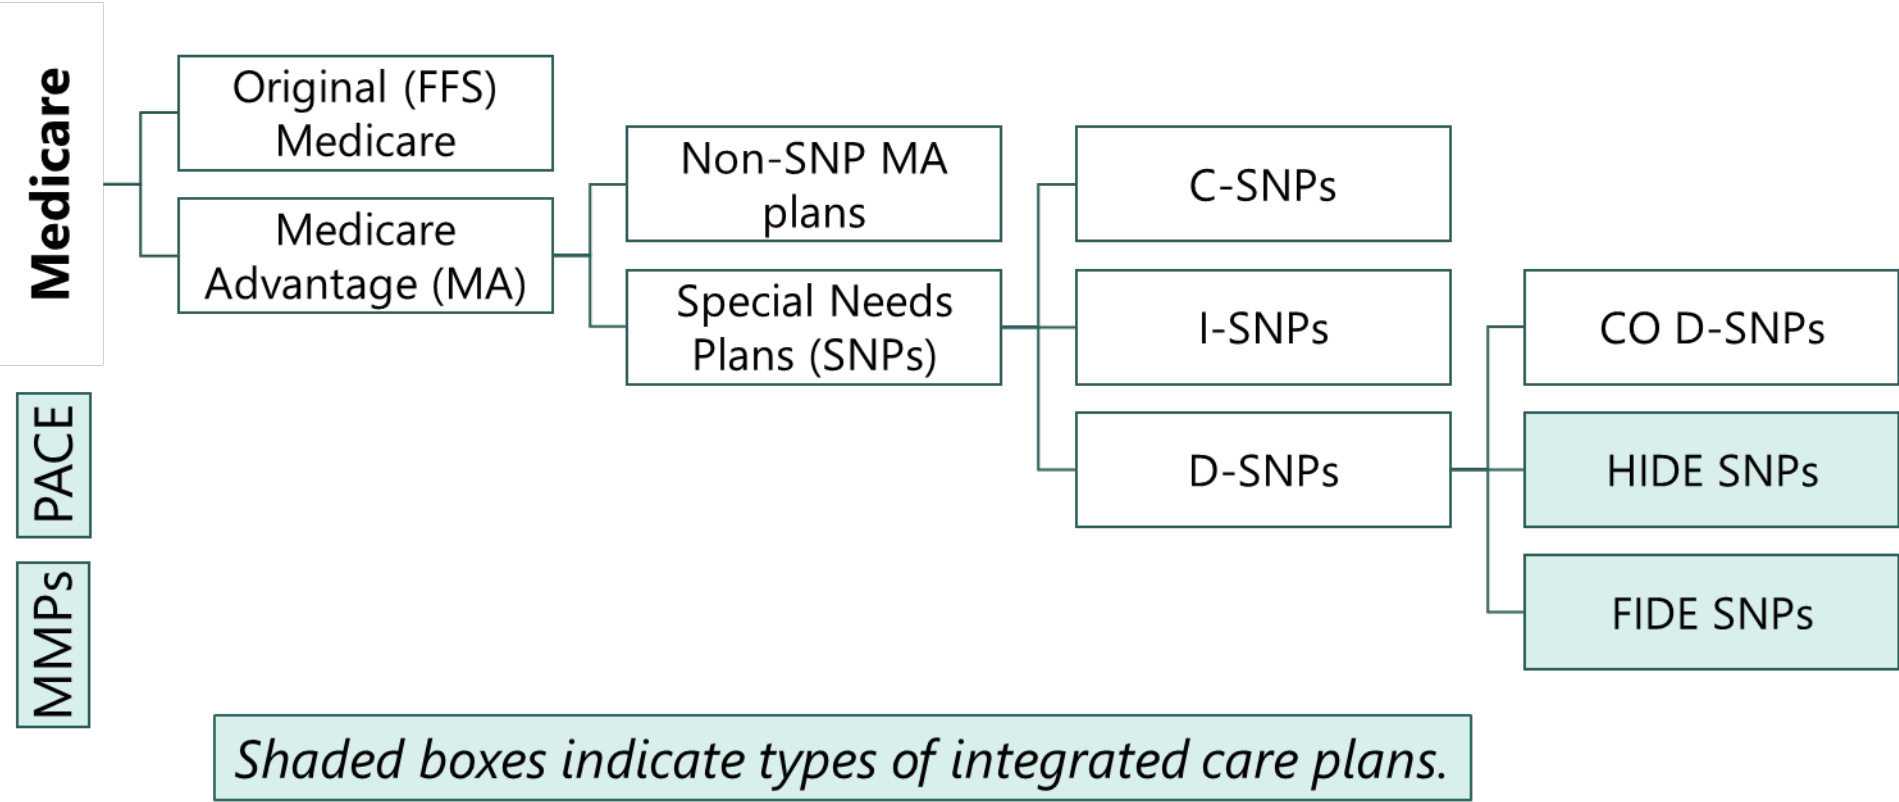 Medicare
Original (FFS)
Medicare
Medicare
Advantage (MA)
Non-SNP MA
plans
Special Needs
Plans (SNPs)
C-SNPs
I-SNPs
D-SNPs
CO D-SNPs
HIDE SNPs
FIDE SNPs
PACE
MMPs
Shaded boxes indicate types of integrated care plans.